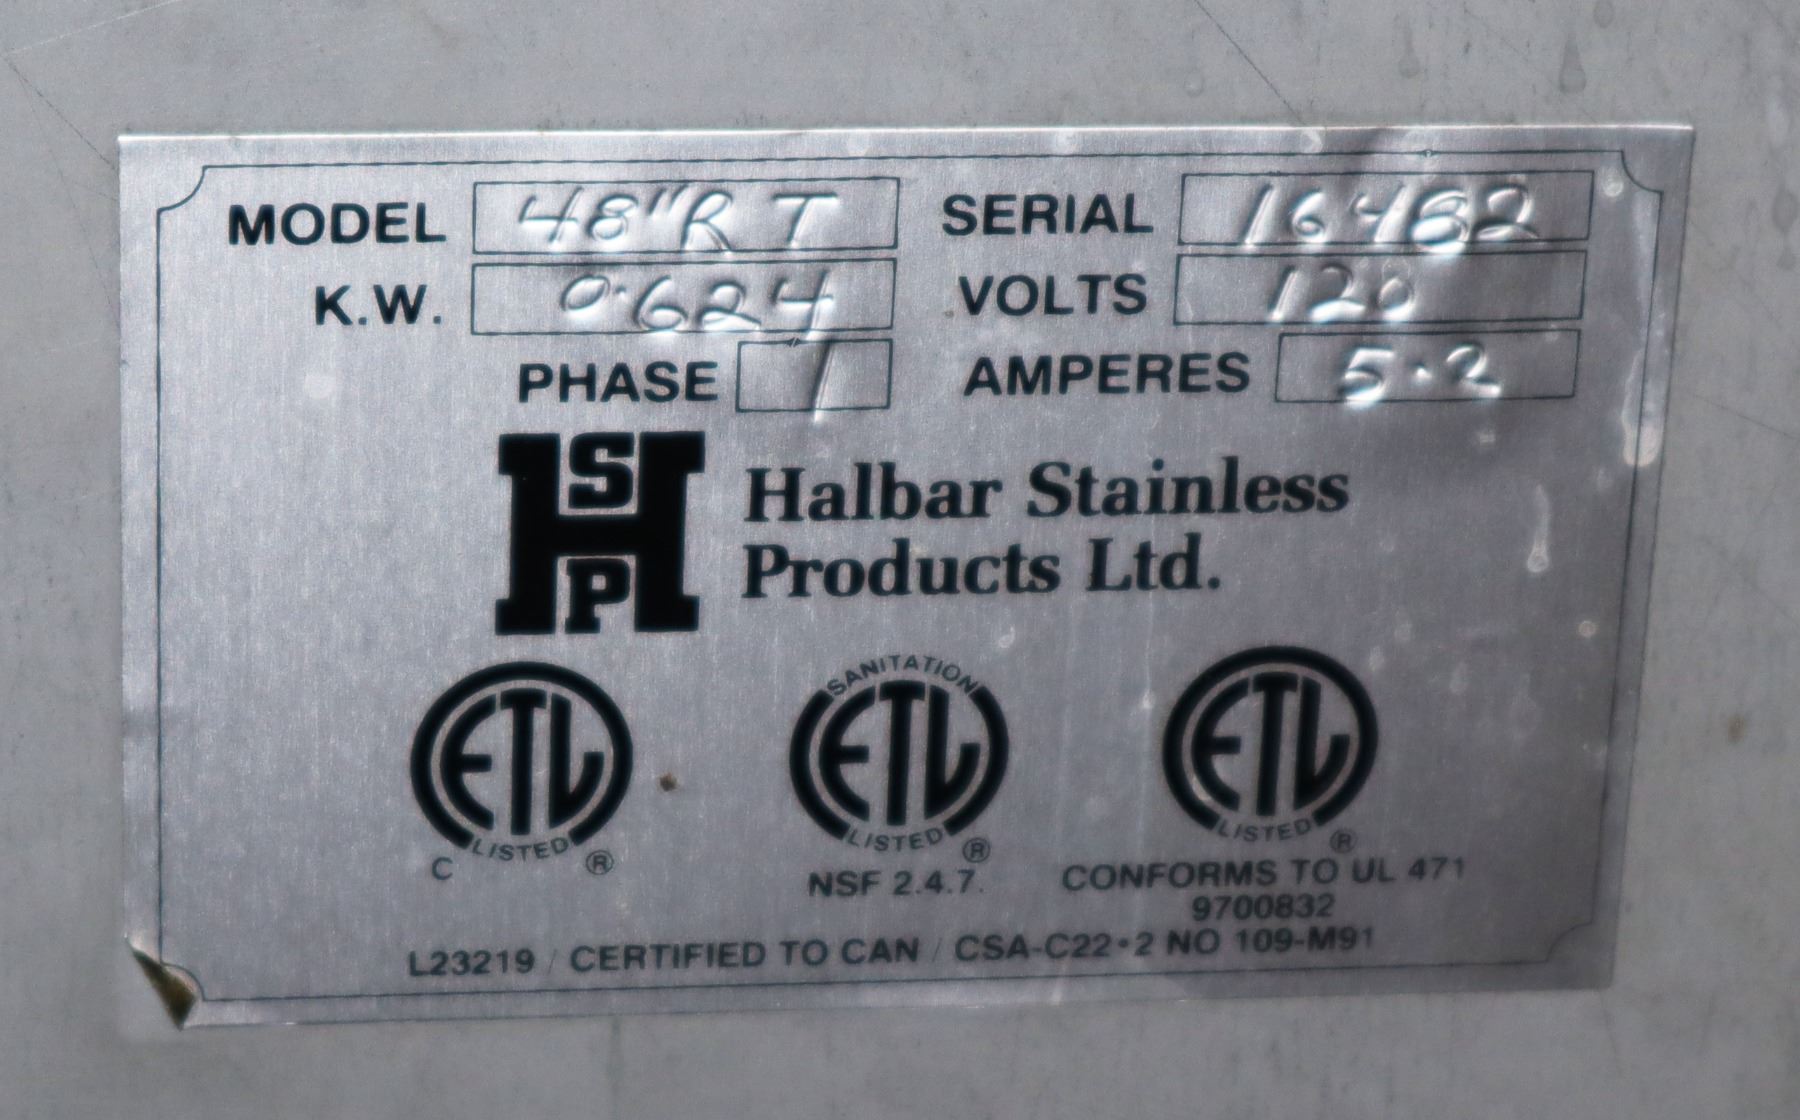 MODEL 48"RT SERIAL 16482
K.W. 0.624 VOLTS 120
PHASE 1 AMPERES 5.2
HSP
Halbar Stainless
Products Ltd.
ETL LISTED C ®
SANITATION ETL LISTED ®
NSF 2.4.7.
ETL LISTED ®
CONFORMS TO UL 471
9700832
L23219 / CERTIFIED TO CAN / CSA-C22•2 NO 109-M91